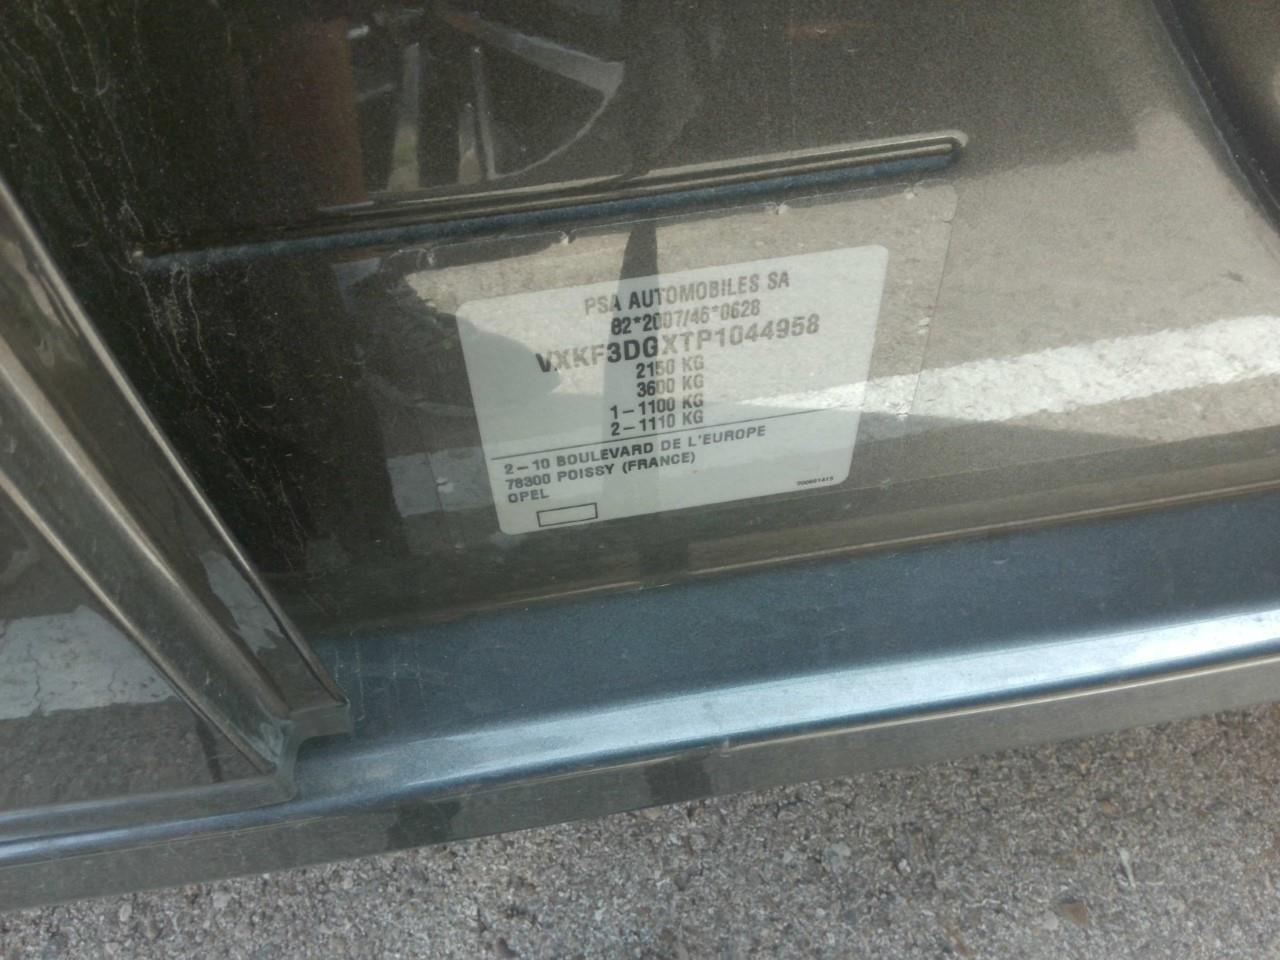 PSA AUTOMOBILES SA
82*2007/46*0628
VXKF3DGXTP1044958
2150 KG
3600 KG
1-1100 KG
2-1110 KG
2-10 BOULEVARD DE L'EUROPE
78300 POISSY (FRANCE)
OPEL